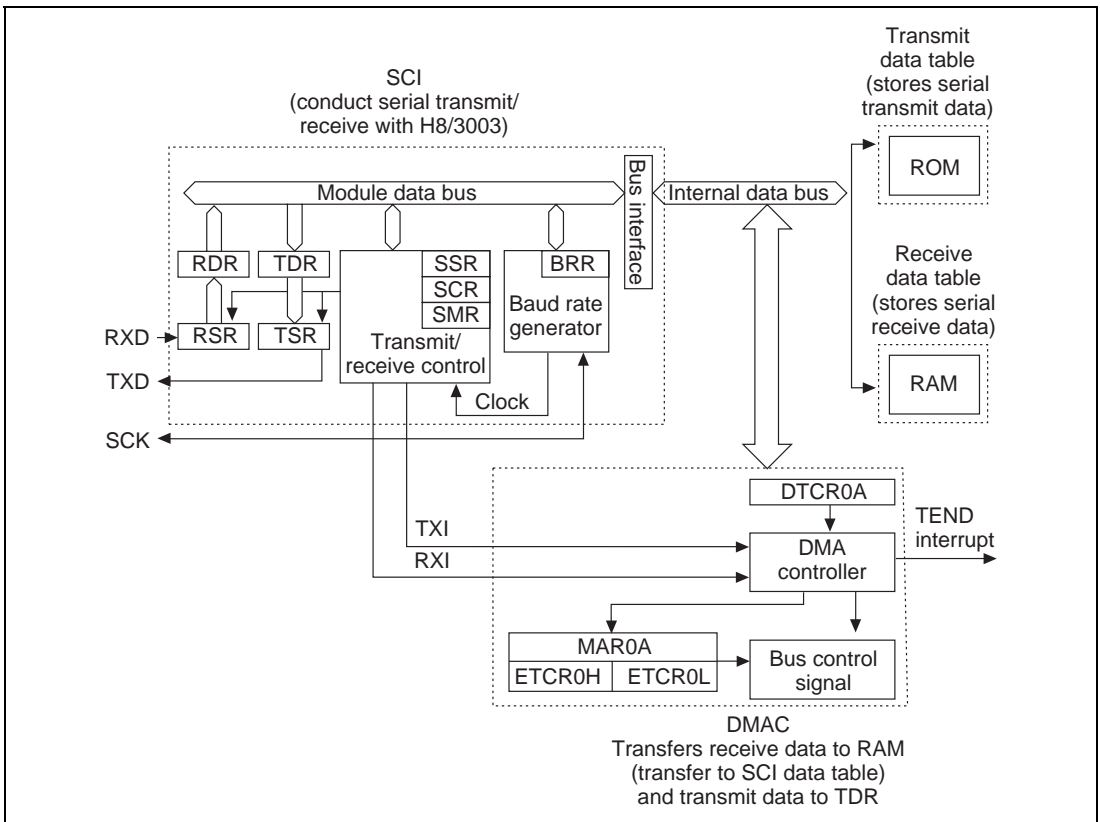 Transmit
data table
(stores serial
transmit data)
SCI
(conduct serial transmit/
receive with H8/3003)
ROM
Bus interface
Module data bus
Internal data bus
RDR
TDR
SSR
BRR
SCR
SMR
Baud rate
generator
Receive
data table
(stores serial
receive data)
RXD
RSR
TSR
Transmit/
receive control
TXD
RAM
Clock
SCK
DTCR0A
TEND
interrupt
TXI
RXI
DMA
controller
MAR0A
ETCR0H
ETCR0L
Bus control
signal
DMAC
Transfers receive data to RAM
(transfer to SCI data table)
and transmit data to TDR